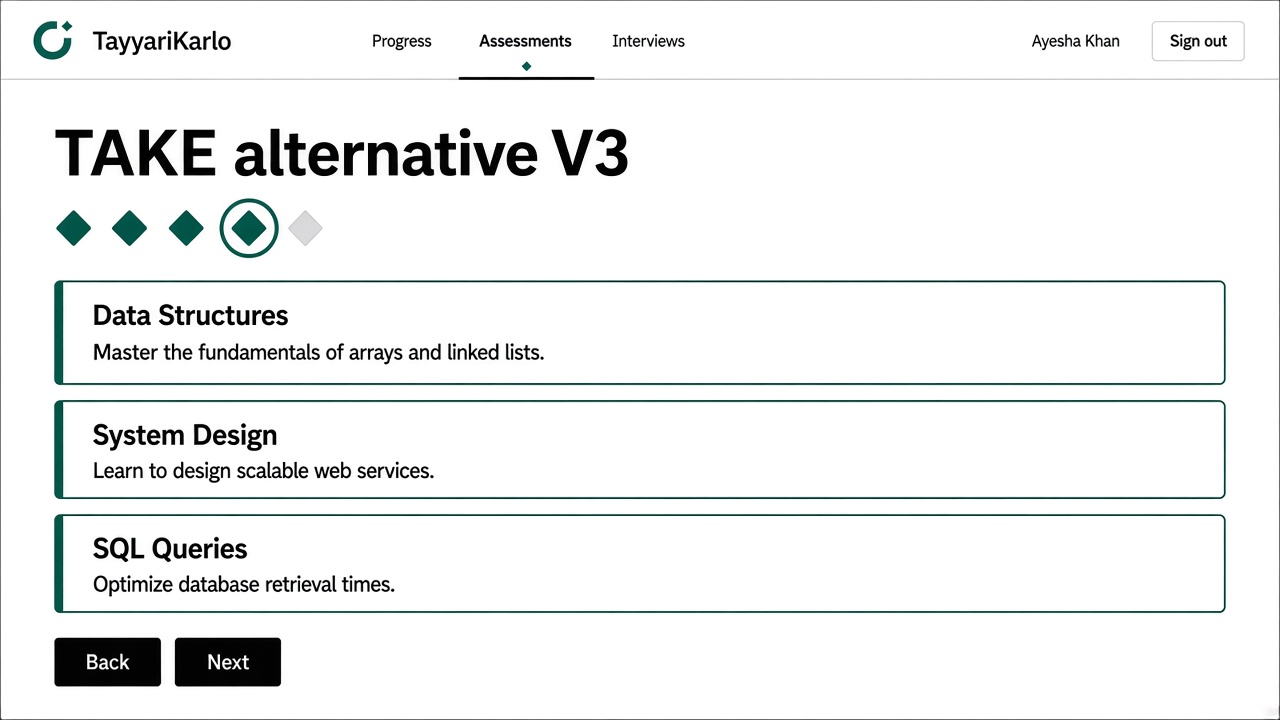 TayyariKarlo
Progress
Assessments
Interviews
Ayesha Khan
Sign out
TAKE alternative V3
Data Structures
Master the fundamentals of arrays and linked lists.
System Design
Learn to design scalable web services.
SQL Queries
Optimize database retrieval times.
Back
Next